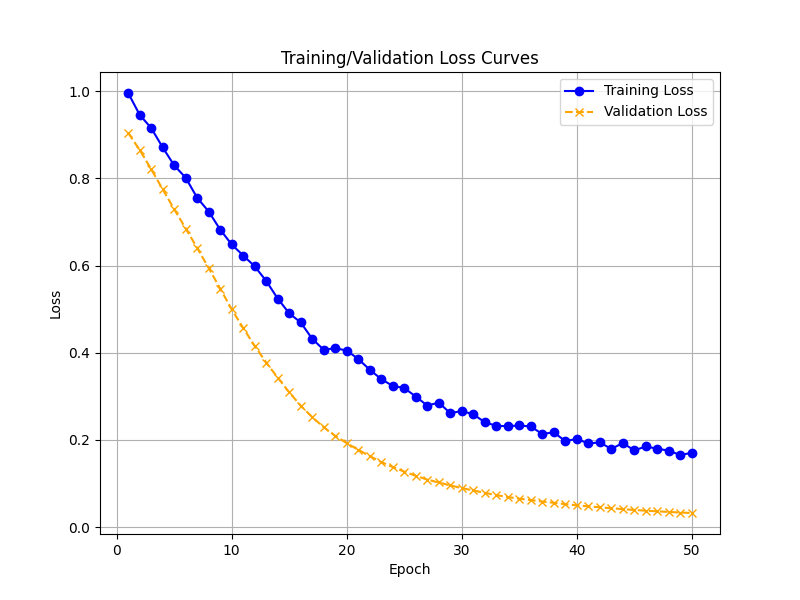 Training/Validation Loss Curves
Training Loss
Validation Loss
1.0
0.8
0.6
0.4
0.2
0.0
Loss
0 10 20 30 40 50
Epoch